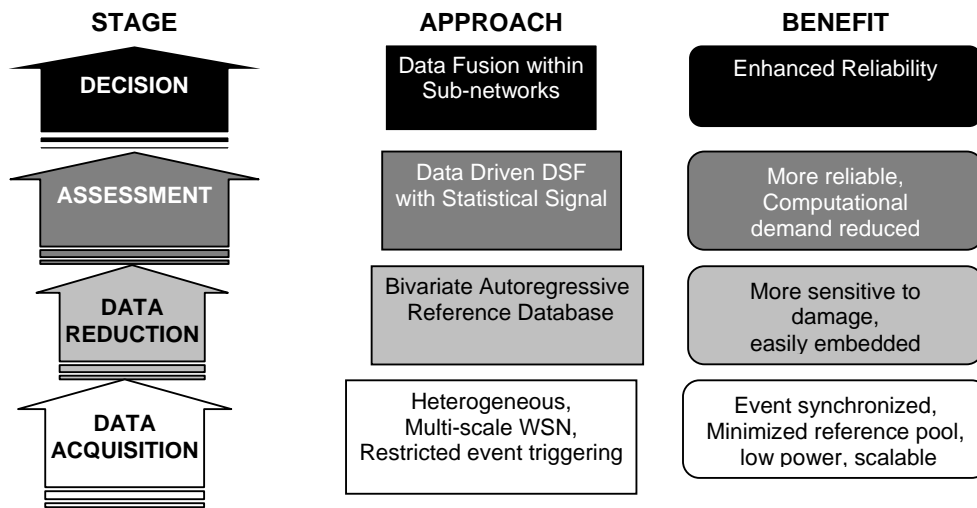 STAGE
APPROACH
BENEFIT
DECISION
Data Fusion within
Sub-networks
Enhanced Reliability
ASSESSMENT
Data Driven DSF
with Statistical Signal
More reliable,
Computational
demand reduced
DATA
REDUCTION
Bivariate Autoregressive
Reference Database
More sensitive to
damage,
easily embedded
DATA
ACQUISITION
Heterogeneous,
Multi-scale WSN,
Restricted event triggering
Event synchronized,
Minimized reference pool,
low power, scalable